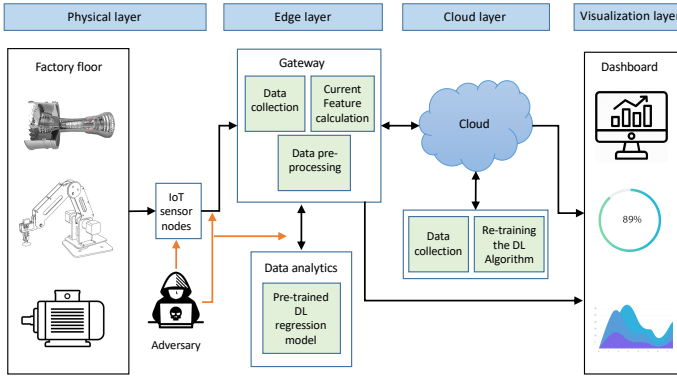 Physical layer
Edge layer
Cloud layer
Visualization layer
Factory floor
IoT
sensor
nodes
Adversary
Gateway
Data
collection
Current
Feature
calculation
Data pre-
processing
Data analytics
Pre-trained
DL
regression
model
Cloud
Data
collection
Re-training
the DL
Algorithm
Dashboard
89%